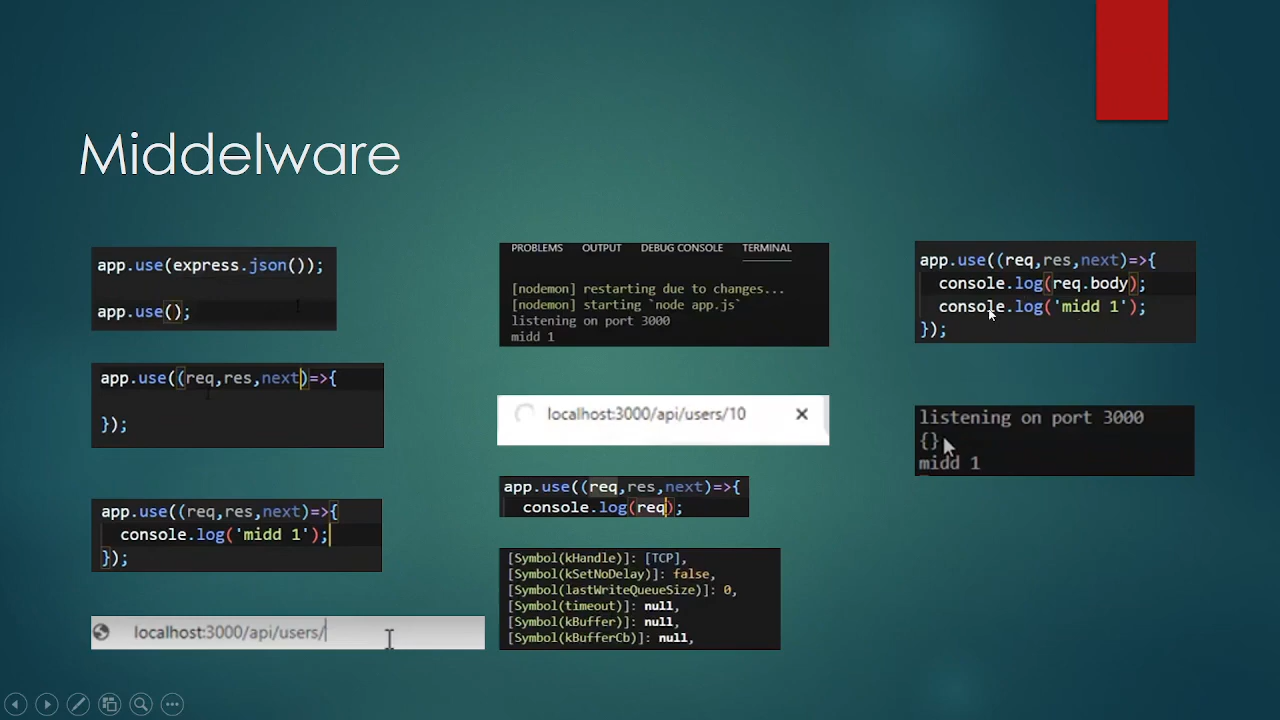 Middelware
app.use(express.json());
app.use();
app.use((req,res,next)=>{
});
app.use((req,res,next)=>{
console.log('midd 1');
});
localhost:3000/api/users/
PROBLEMS OUTPUT DEBUG CONSOLE TERMINAL
[nodemon] restarting due to changes...
[nodemon] starting `node app.js`
listening on port 3000
midd 1
localhost:3000/api/users/10
app.use((req,res,next)=>{
console.log(req);
[Symbol(kHandle)]: [TCP],
[Symbol(kSetNoDelay)]: false,
[Symbol(lastWriteQueueSize)]: 0,
[Symbol(timeout)]: null,
[Symbol(kBuffer)]: null,
[Symbol(kBufferCb)]: null,
app.use((req,res,next)=>{
console.log(req.body);
console.log('midd 1');
});
listening on port 3000
{}
midd 1